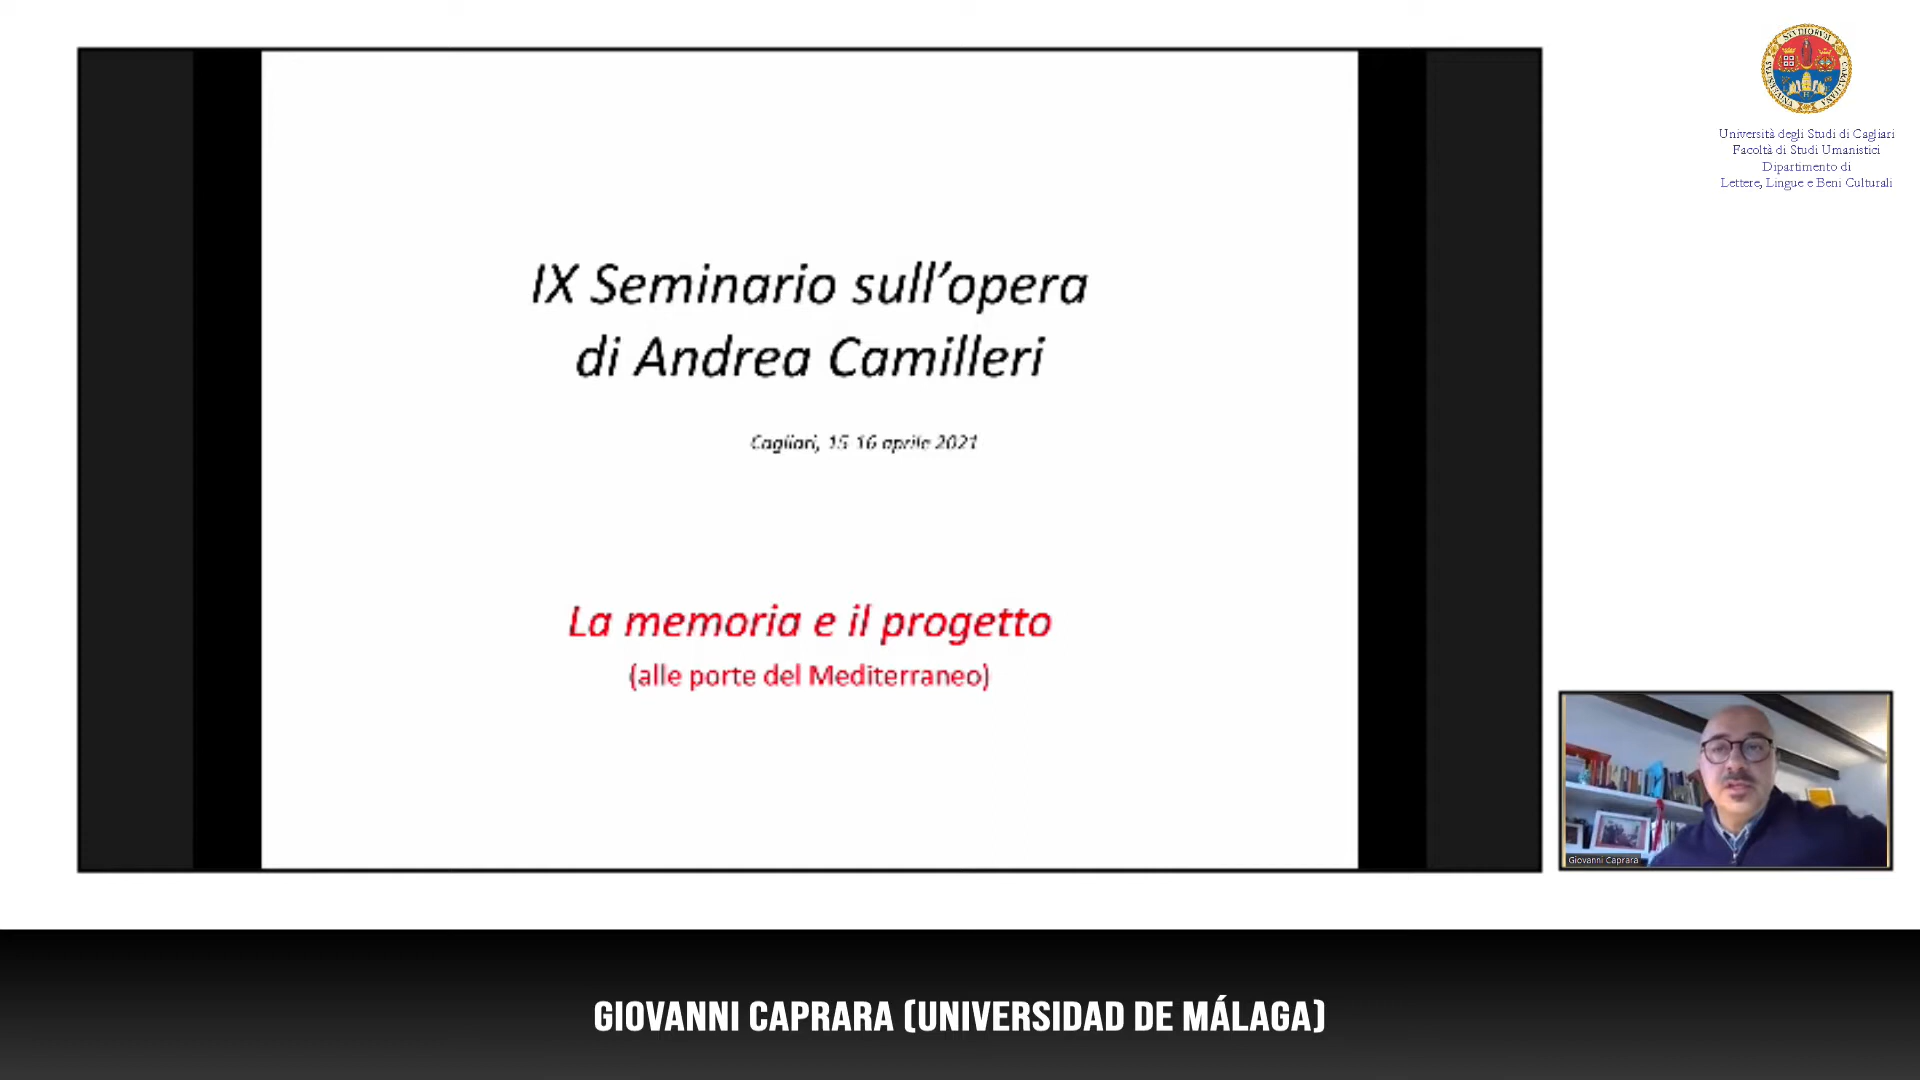 IX Seminario sull'opera
di Andrea Camilleri
Cagliari, 15-16 aprile 2021
La memoria e il progetto
(alle porte del Mediterraneo)
Università degli Studi di Cagliari
Facoltà di Studi Umanistici
Dipartimento di
Lettere, Lingue e Beni Culturali
Giovanni Caprara
GIOVANNI CAPRARA (UNIVERSIDAD DE MÁLAGA)